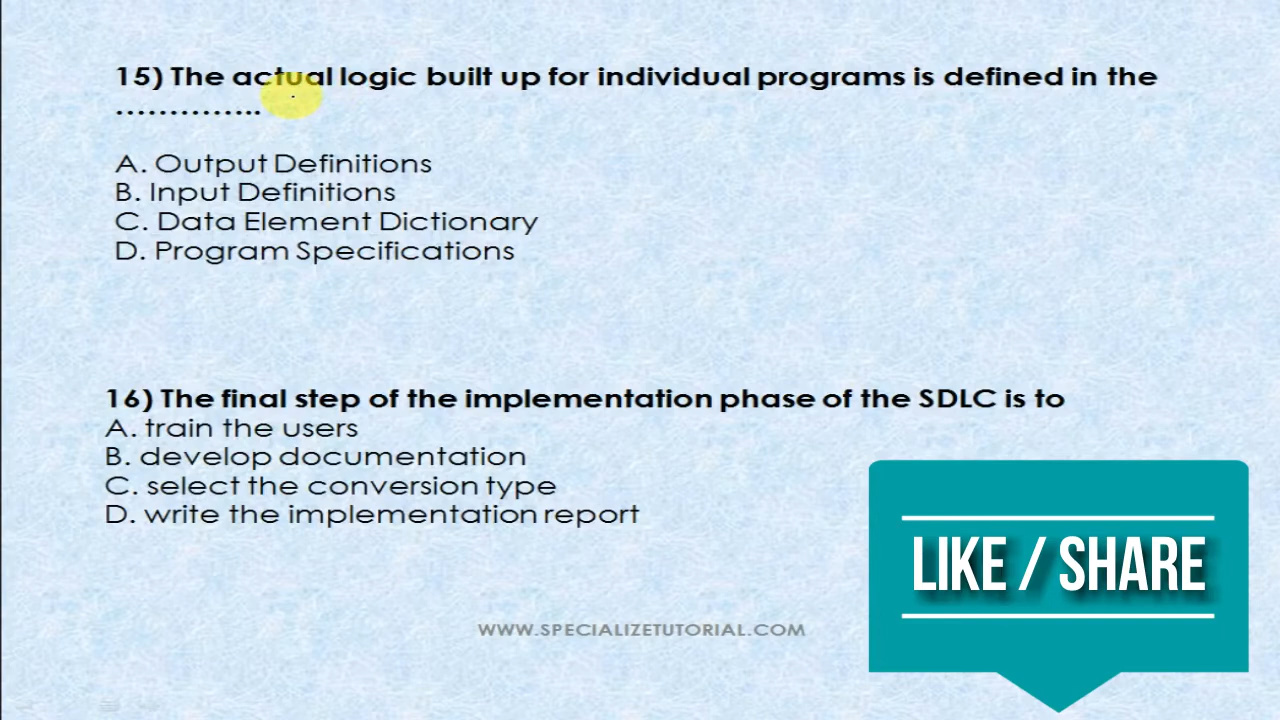 15) The actual logic built up for individual programs is defined in the
...............
A. Output Definitions
B. Input Definitions
C. Data Element Dictionary
D. Program Specifications
16) The final step of the implementation phase of the SDLC is to
A. train the users
B. develop documentation
C. select the conversion type
D. write the implementation report
LIKE / SHARE
WWW.SPECIALIZETUTORIAL.COM